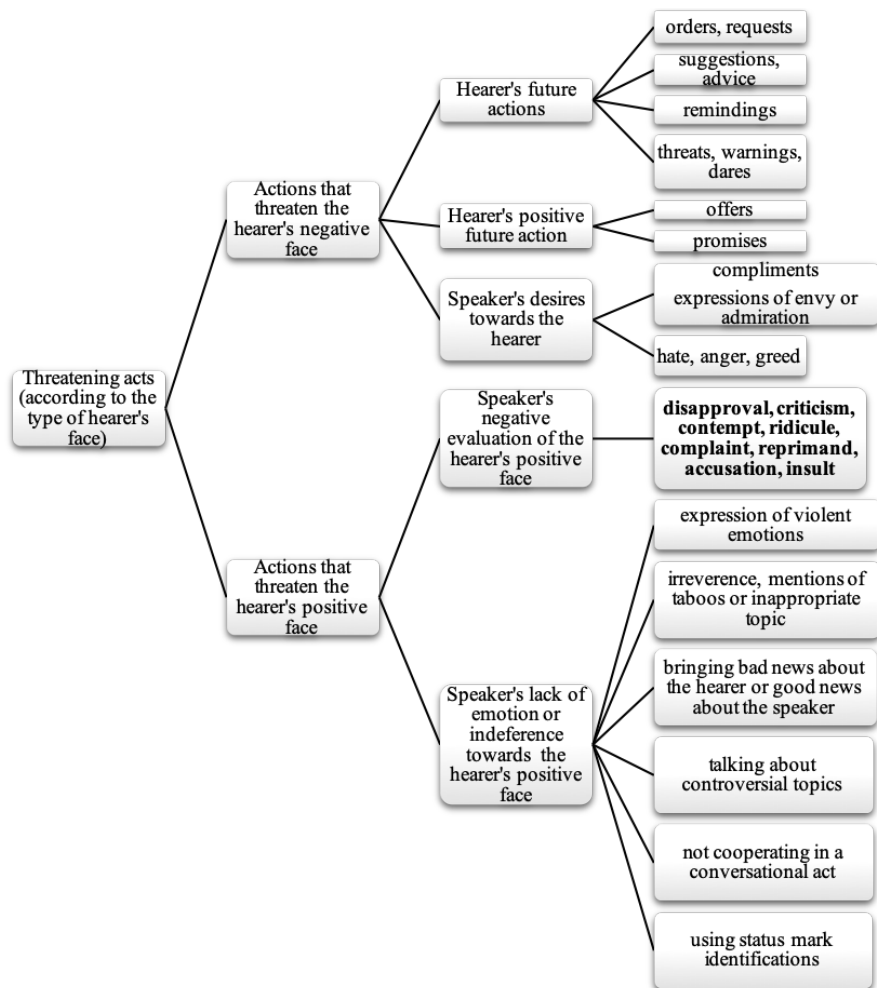 Threatening acts
(according to the
type of hearer's
face)
Actions that
threaten the
hearer's negative
face
Hearer's future
actions
orders, requests
suggestions,
advice
remindings
threats, warnings,
dares
Hearer's positive
future action
offers
promises
Speaker's desires
towards the
hearer
compliments
expressions of envy or
admiration
hate, anger, greed
Actions that
threaten the
hearer's positive
face
Speaker's
negative
evaluation of the
hearer's positive
face
disapproval, criticism,
contempt, ridicule,
complaint, reprimand,
accusation, insult
Speaker's lack of
emotion or
indeference
towards the
hearer's positive
face
expression of violent
emotions
irreverence, mentions of
taboos or inappropriate
topic
bringing bad news about
the hearer or good news
about the speaker
talking about
controversial topics
not cooperating in a
conversational act
using status mark
identifications